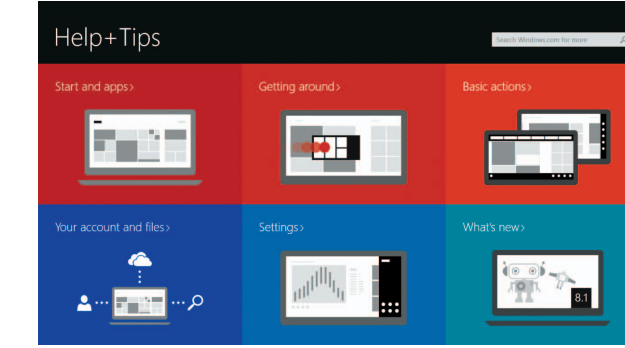 Help+Tips
Search Windows.com for more
Start and apps>
Getting around>
Basic actions>
Your account and files>
Settings>
What's new>
8.1